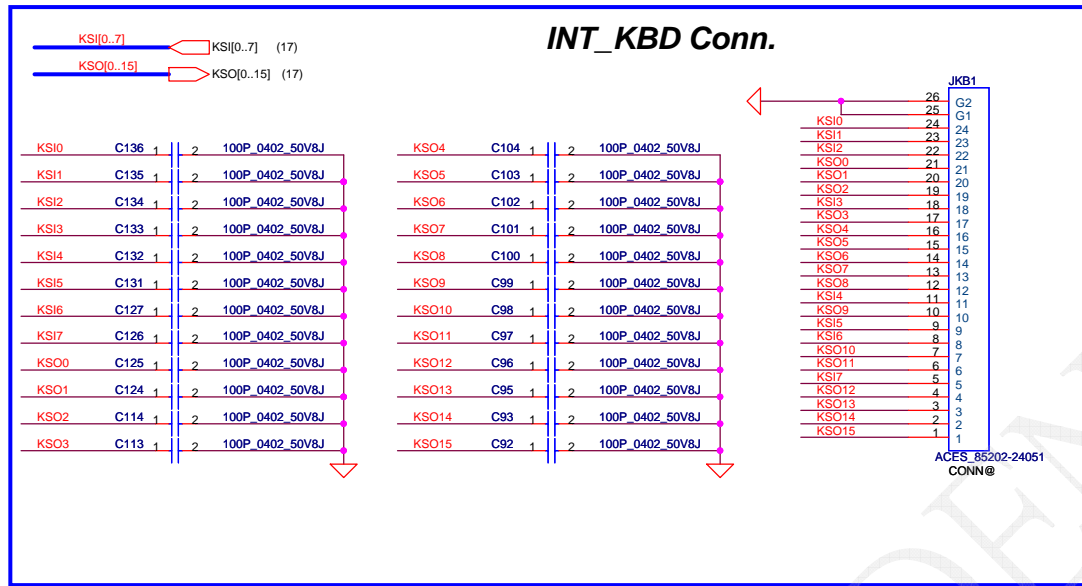 INT_KBD Conn.
KSI[0..7] KSI[0..7] (17)
KSO[0..15] KSO[0..15] (17)
KSI0 C136 1 2 100P_0402_50V8J
KSI1 C135 1 2 100P_0402_50V8J
KSI2 C134 1 2 100P_0402_50V8J
KSI3 C133 1 2 100P_0402_50V8J
KSI4 C132 1 2 100P_0402_50V8J
KSI5 C131 1 2 100P_0402_50V8J
KSI6 C127 1 2 100P_0402_50V8J
KSI7 C126 1 2 100P_0402_50V8J
KSO0 C125 1 2 100P_0402_50V8J
KSO1 C124 1 2 100P_0402_50V8J
KSO2 C114 1 2 100P_0402_50V8J
KSO3 C113 1 2 100P_0402_50V8J
KSO4 C104 1 2 100P_0402_50V8J
KSO5 C103 1 2 100P_0402_50V8J
KSO6 C102 1 2 100P_0402_50V8J
KSO7 C101 1 2 100P_0402_50V8J
KSO8 C100 1 2 100P_0402_50V8J
KSO9 C99 1 2 100P_0402_50V8J
KSO10 C98 1 2 100P_0402_50V8J
KSO11 C97 1 2 100P_0402_50V8J
KSO12 C96 1 2 100P_0402_50V8J
KSO13 C95 1 2 100P_0402_50V8J
KSO14 C93 1 2 100P_0402_50V8J
KSO15 C92 1 2 100P_0402_50V8J
JKB1
26 G2
25 G1
KSI0 24 24
KSI1 23 23
KSI2 22 22
KSO0 21 21
KSO1 20 20
KSO2 19 19
KSI3 18 18
KSO3 17 17
KSO4 16 16
KSO5 15 15
KSO6 14 14
KSO7 13 13
KSO8 12 12
KSI4 11 11
KSO9 10 10
KSI5 9 9
KSI6 8 8
KSO10 7 7
KSO11 6 6
KSI7 5 5
KSO12 4 4
KSO13 3 3
KSO14 2 2
KSO15 1 1
ACES_85202-24051
CONN@